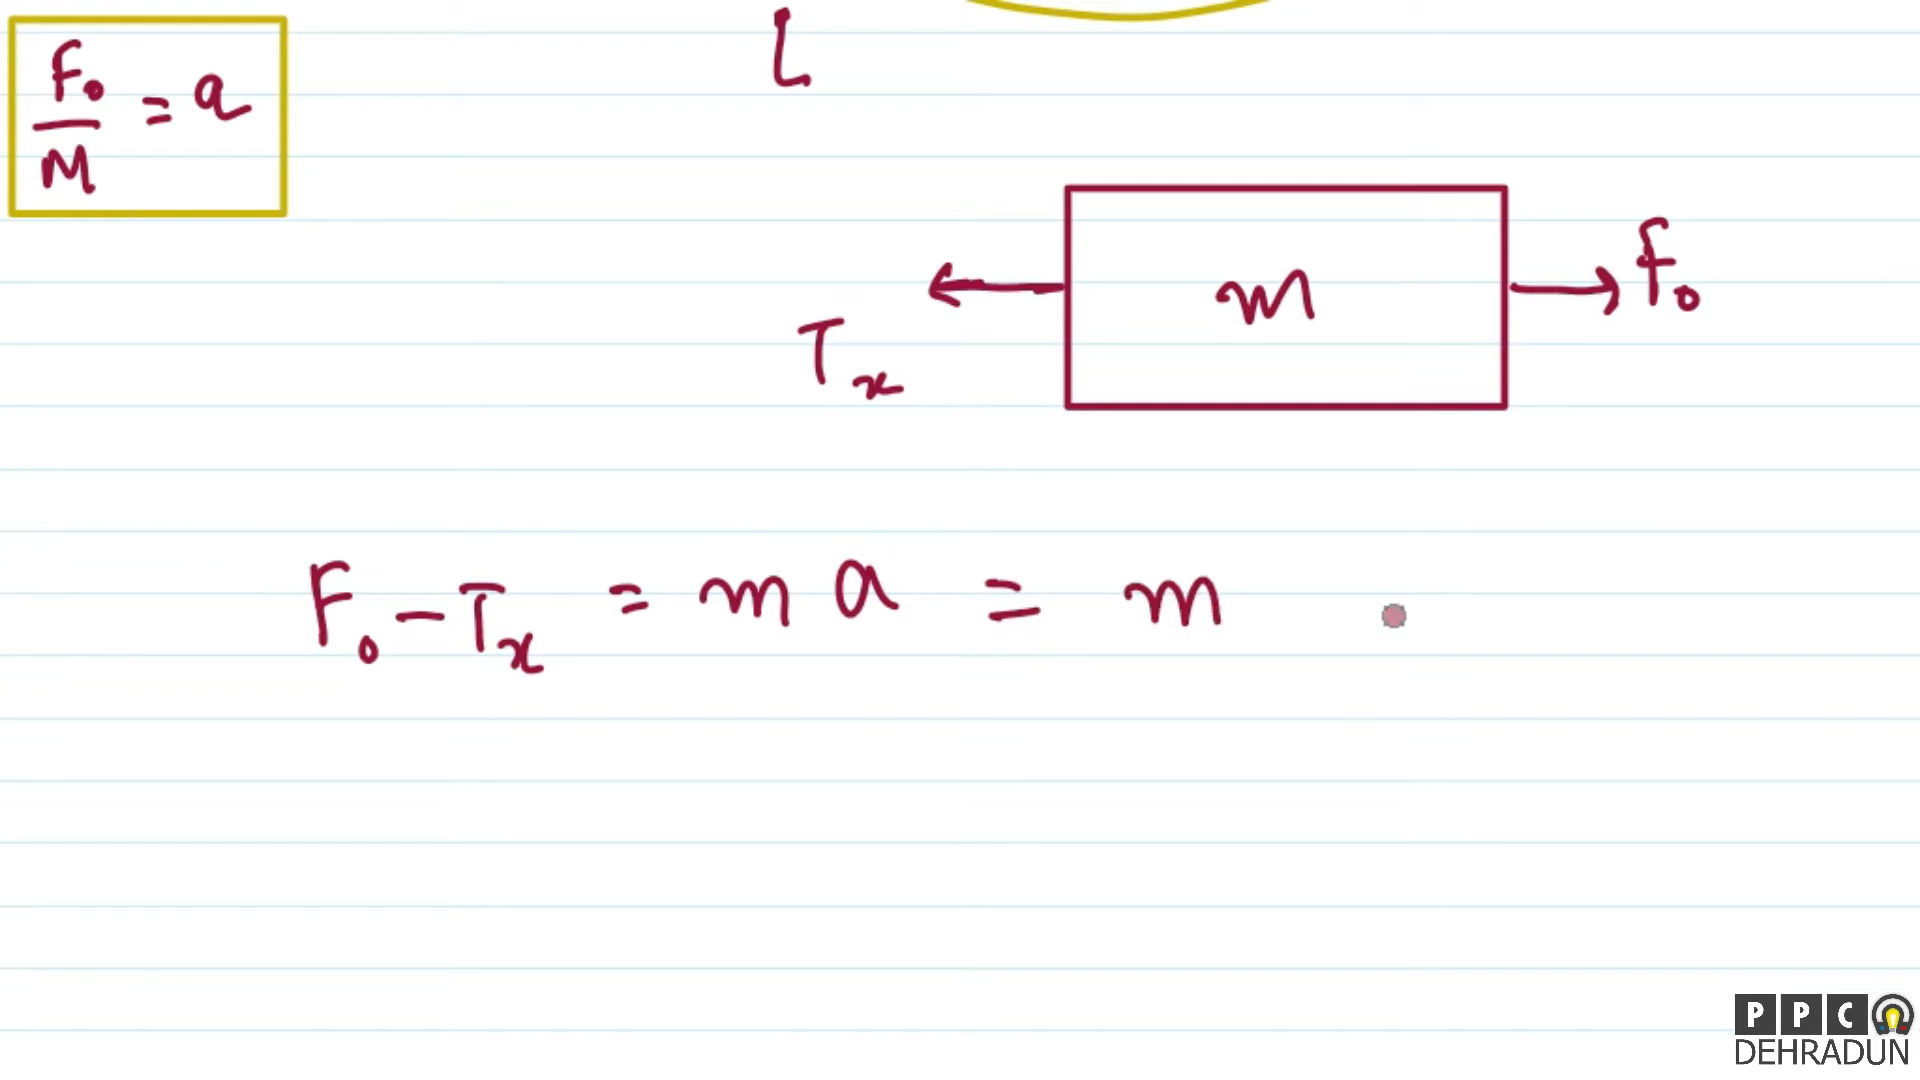 F₀/M = a
L
m
F₀
Tₓ
F₀ - Tₓ = m a = m
PPC
DEHRADUN